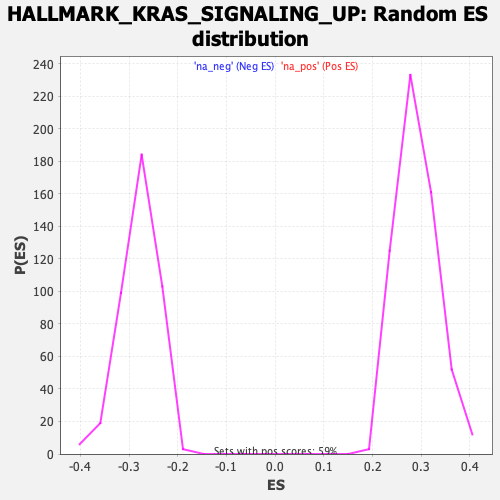 HALLMARK_KRAS_SIGNALING_UP: Random ES
distribution
'na_neg' (Neg ES) 'na_pos' (Pos ES)
240
220
200
180
160
140
120
100
80
60
40
20
0
P(ES)
Sets with pos scores: 59%
-0.4 -0.3 -0.2 -0.1 0.0 0.1 0.2 0.3 0.4
ES